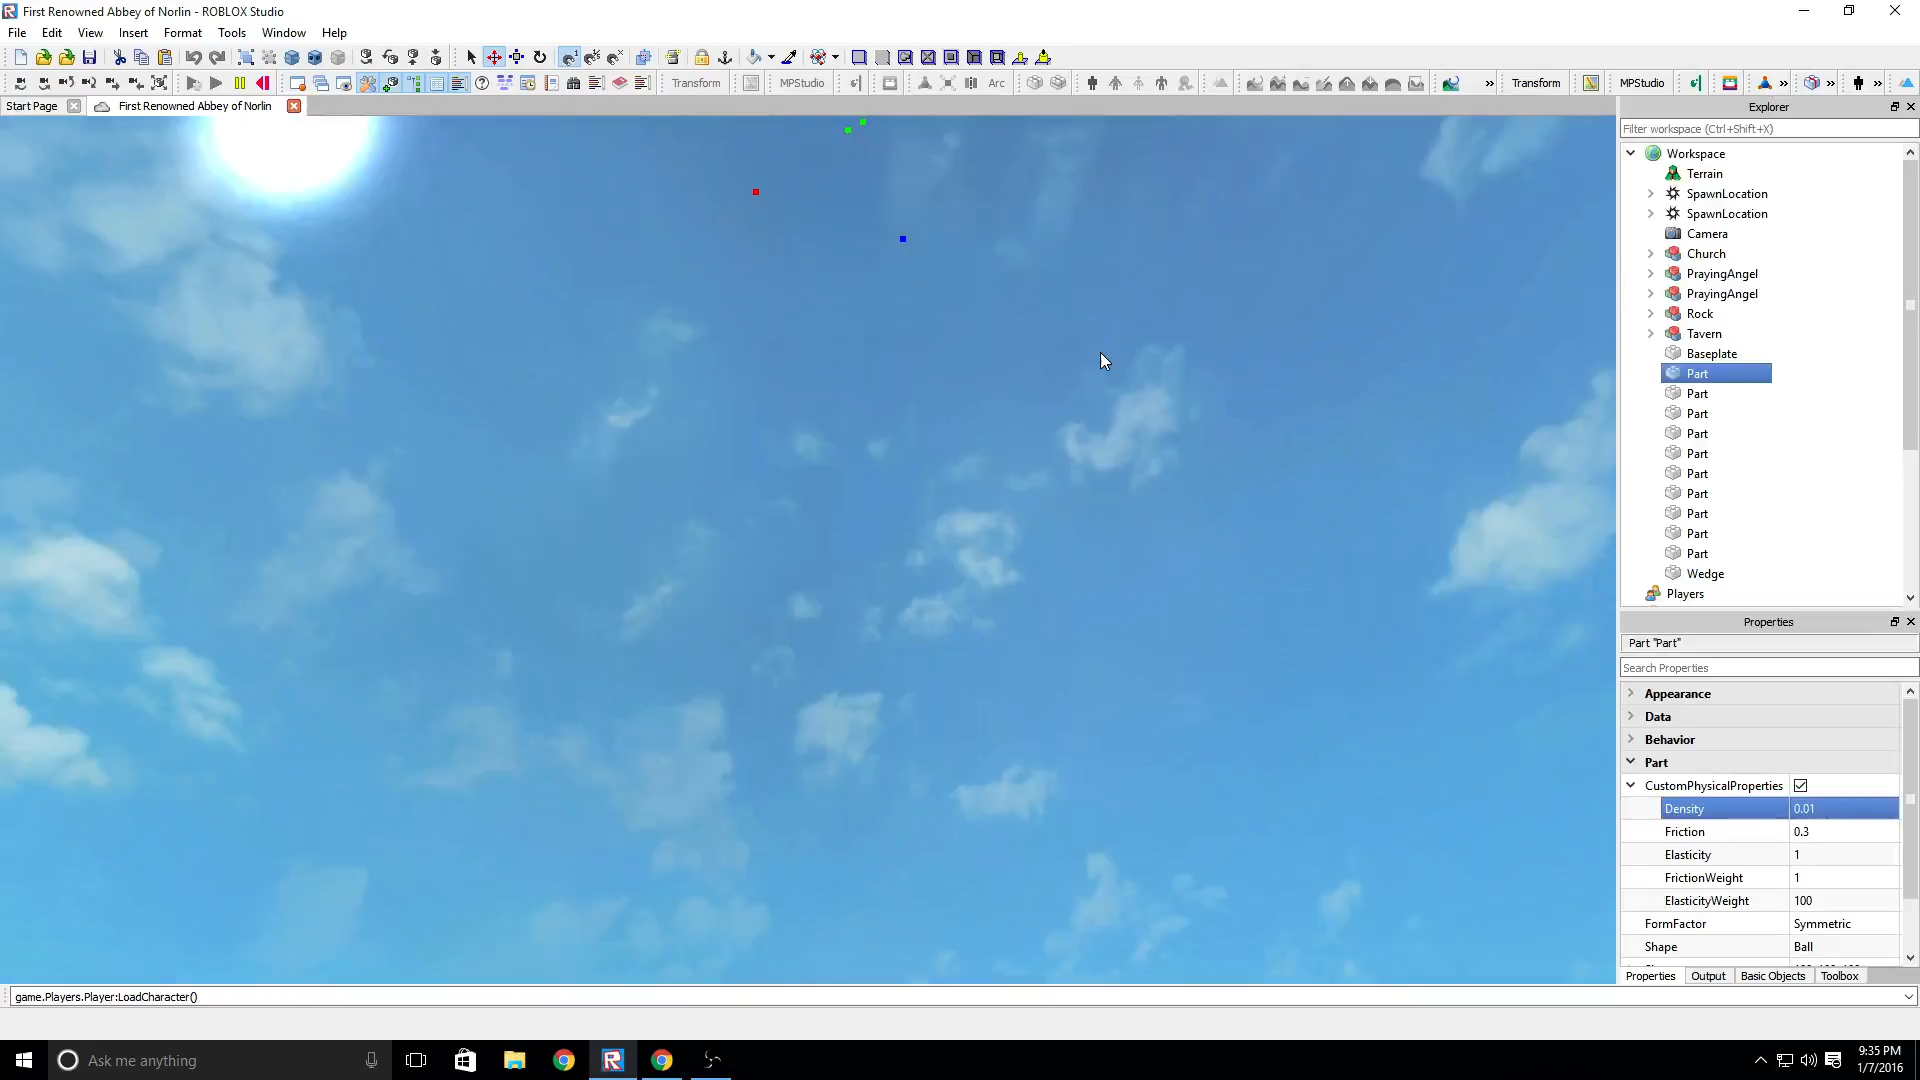 First Renowned Abbey of Norlin - ROBLOX Studio
File Edit View Insert Format Tools Window Help
Transform MPStudio Arc Transform MPStudio
Start Page First Renowned Abbey of Norlin
Explorer
Filter workspace (Ctrl+Shift+X)
Workspace
Terrain
SpawnLocation
SpawnLocation
Camera
Church
PrayingAngel
PrayingAngel
Rock
Tavern
Baseplate
Part
Part
Part
Part
Part
Part
Part
Part
Part
Part
Wedge
Players
Properties
Part "Part"
Search Properties
Appearance
Data
Behavior
Part
CustomPhysicalProperties
Density 0.01
Friction 0.3
Elasticity 1
FrictionWeight 1
ElasticityWeight 100
FormFactor Symmetric
Shape Ball
Properties Output Basic Objects Toolbox
game.Players.Player:LoadCharacter()
Ask me anything
9:35 PM
1/7/2016